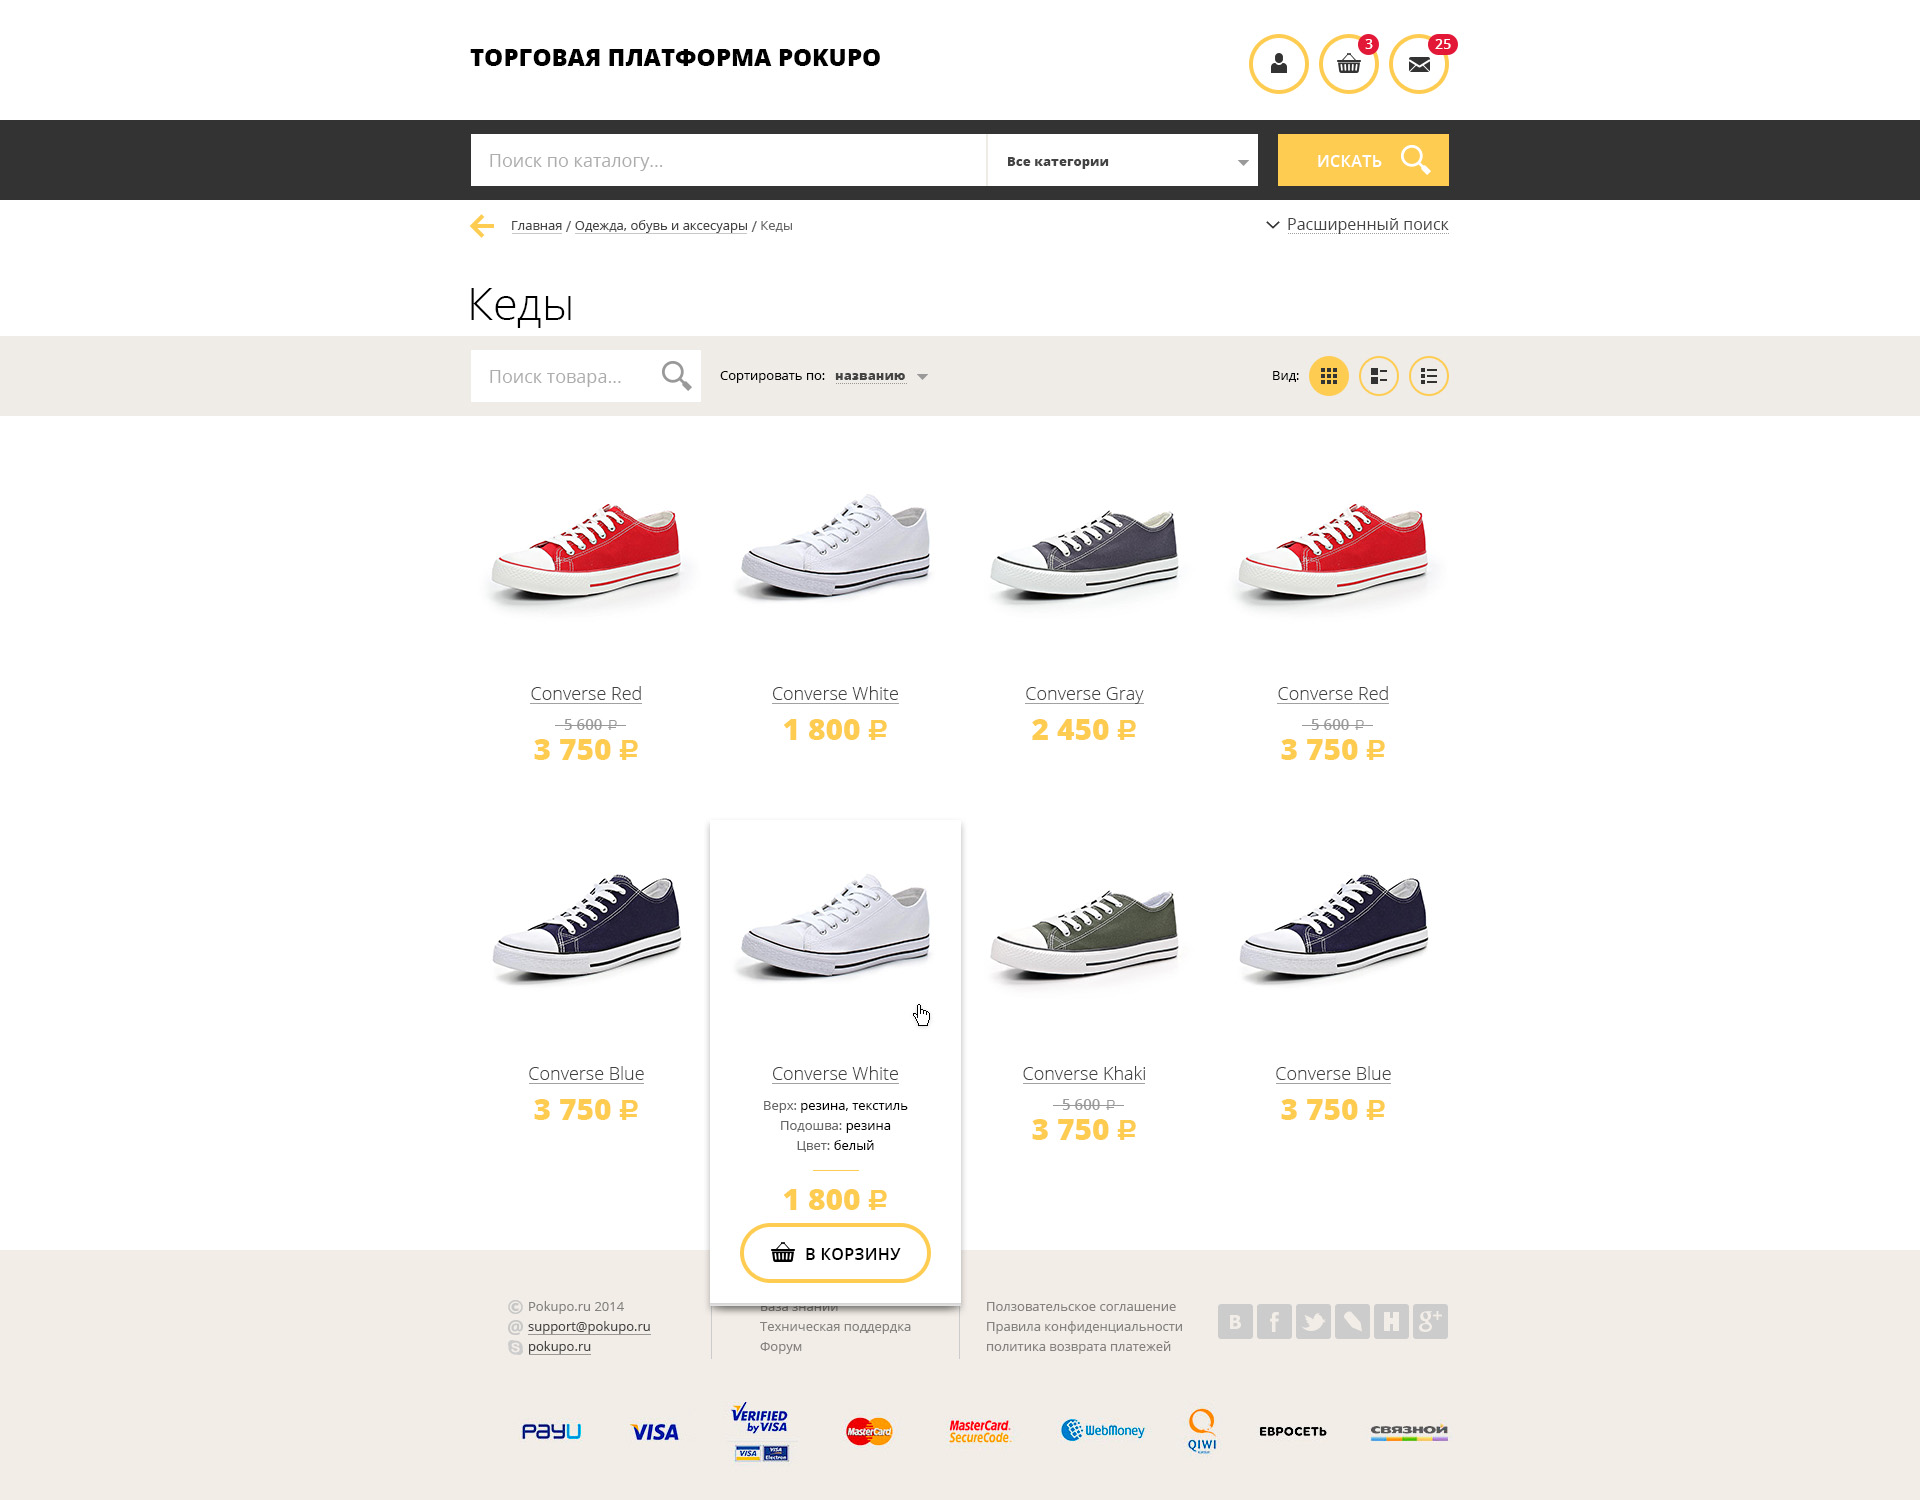 ТОРГОВАЯ ПЛАТФОРМА POKUPO
3
25
Поиск по каталогу...
Все категории
ИСКАТЬ
Главная / Одежда, обувь и аксесуары / Кеды
Расширенный поиск
Кеды
Поиск товара...
Сортировать по: названию
Вид:
Converse Red
Converse White
Converse Gray
Converse Red
5 600 ₽
3 750 ₽
1 800 ₽
2 450 ₽
5 600 ₽
3 750 ₽
Converse Blue
Converse White
Converse Khaki
Converse Blue
3 750 ₽
Верх: резина, текстиль
Подошва: резина
Цвет: белый
1 800 ₽
В КОРЗИНУ
5 600 ₽
3 750 ₽
3 750 ₽
© Pokupo.ru 2014
@ support@pokupo.ru
S pokupo.ru
База знаний
Техническая поддердка
Форум
Ползовательское соглашение
Правила конфиденциальности
политика возврата платежей
B f H g+
PayU
VISA
VERIFIED by VISA
VISA
VISA Electron
MasterCard
MasterCard. SecureCode.
WebMoney
QIWI
ЕВРОСЕТЬ
СВЯЗНОЙ